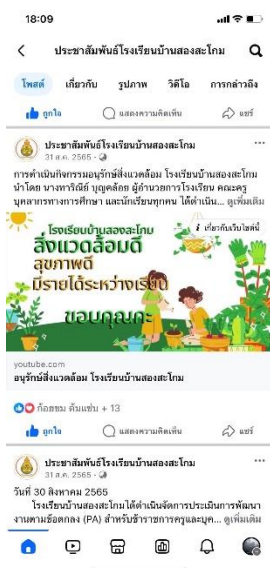 18:09
ประชาสัมพันธ์โรงเรียนบ้านสองสะโกม
โพสต์ เกี่ยวกับ รูปภาพ วิดีโอ การกล่าวถึง
ถูกใจ แสดงความคิดเห็น แชร์
ประชาสัมพันธ์โรงเรียนบ้านสองสะโกม
31 ส.ค. 2565
การดำเนินกิจกรรมอนุรักษ์สิ่งแวดล้อม โรงเรียนบ้านสองสะโกม
นำโดย นางทาริณีย์ บุญคล้อย ผู้อำนวยการโรงเรียน คณะครู
บุคลากรทางการศึกษา และนักเรียนทุกคน ได้ดำเนิน... ดูเพิ่มเติม
เกี่ยวกับเว็บไซต์นี้
โรงเรียนบ้านสองสะโกม
สิ่งแวดล้อมดี
สุขภาพดี
มีรายได้ระหว่างเรียน
ขอบคุณคะ
youtube.com
อนุรักษ์สิ่งแวดล้อม โรงเรียนบ้านสองสะโกม
ก้อยขม คัมแซ่บ + 13
ถูกใจ แสดงความคิดเห็น แชร์
ประชาสัมพันธ์โรงเรียนบ้านสองสะโกม
31 ส.ค. 2565
วันที่ 30 สิงหาคม 2565
โรงเรียนบ้านสองสะโกมได้ดำเนินจัดการประเมินการพัฒนา
งานตามข้อตกลง (PA) สำหรับข้าราชการครูและบุค... ดูเพิ่มเติม